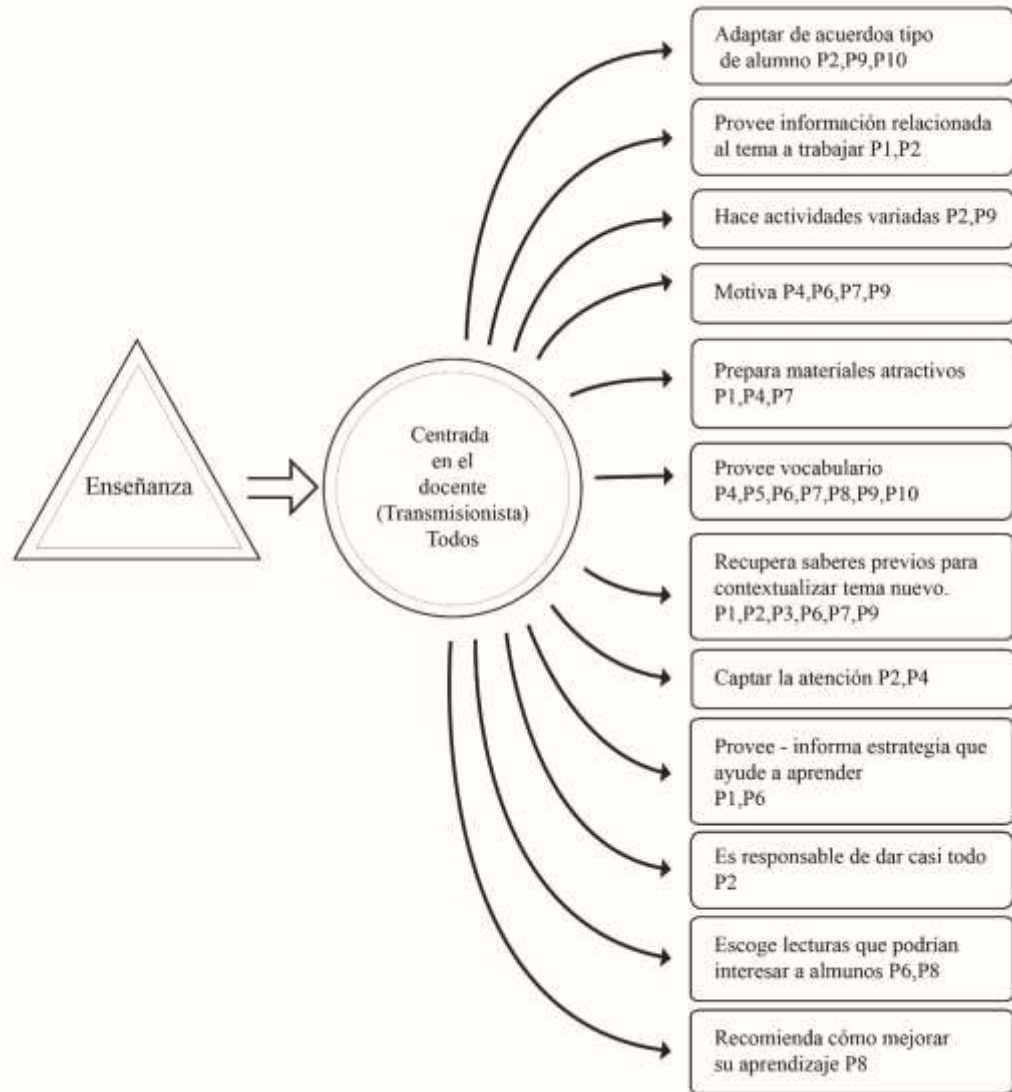 Enseñanza
Centrada
en el
docente
(Transmisionista)
Todos
Adaptar de acuerdoa tipo
de alumno P2,P9,P10
Provee información relacionada
al tema a trabajar P1,P2
Hace actividades variadas P2,P9
Motiva P4,P6,P7,P9
Prepara materiales atractivos
P1,P4,P7
Provee vocabulario
P4,P5,P6,P7,P8,P9,P10
Recupera saberes previos para
contextualizar tema nuevo.
P1,P2,P3,P6,P7,P9
Captar la atención P2,P4
Provee - informa estrategia que
ayude a aprender
P1,P6
Es responsable de dar casi todo
P2
Escoge lecturas que podrian
interesar a almunos P6,P8
Recomienda cómo mejorar
su aprendizaje P8